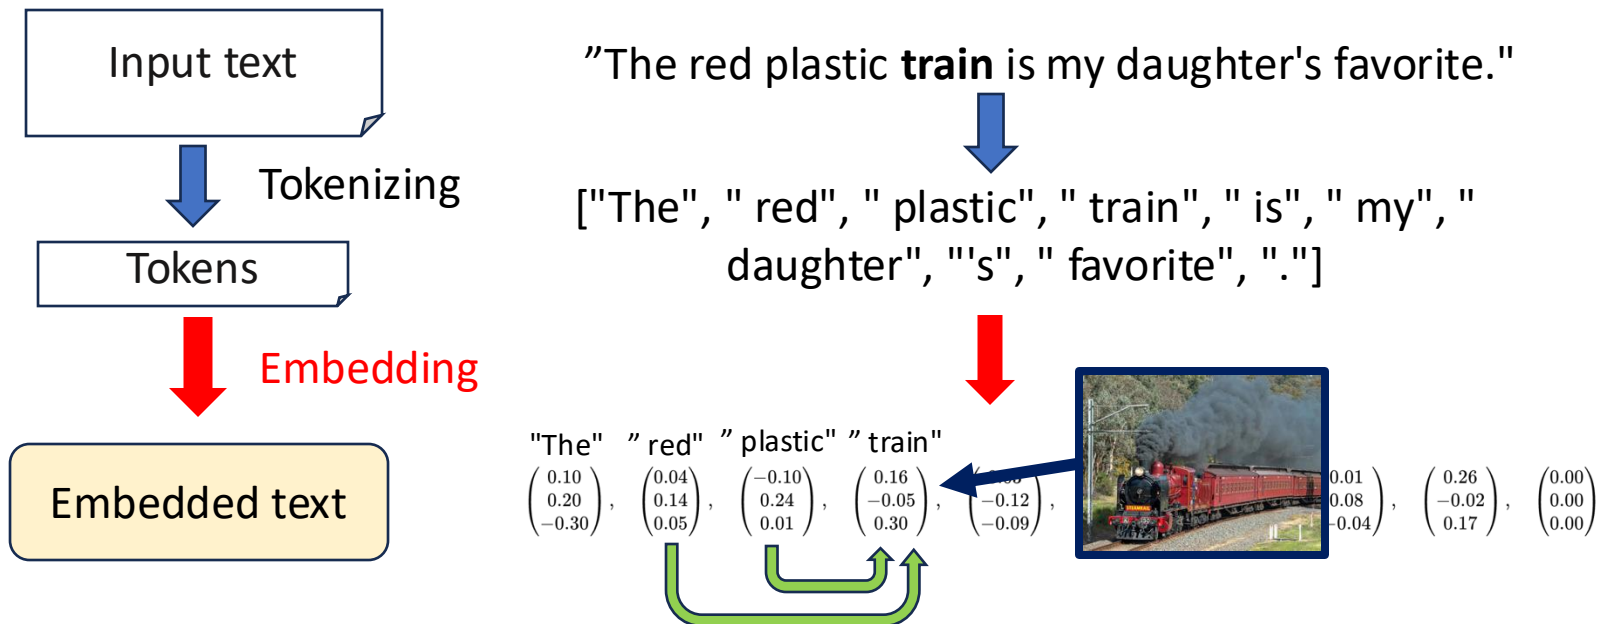 Input text
”The red plastic train is my daughter's favorite."
Tokenizing
["The", " red", " plastic", " train", " is", " my", "
daughter", "'s", " favorite", "."]
Tokens
Embedding
"The" ” red" ” plastic" ” train"
0.10 0.04 −0.10 0.16 0.01 0.26 0.00
0.20 , 0.14 , 0.24 , −0.05 , −0.12 , 0.08 , −0.02 , 0.00
−0.30 0.05 0.01 0.30 −0.09 −0.04 0.17 0.00
Embedded text
STEAMRAIL